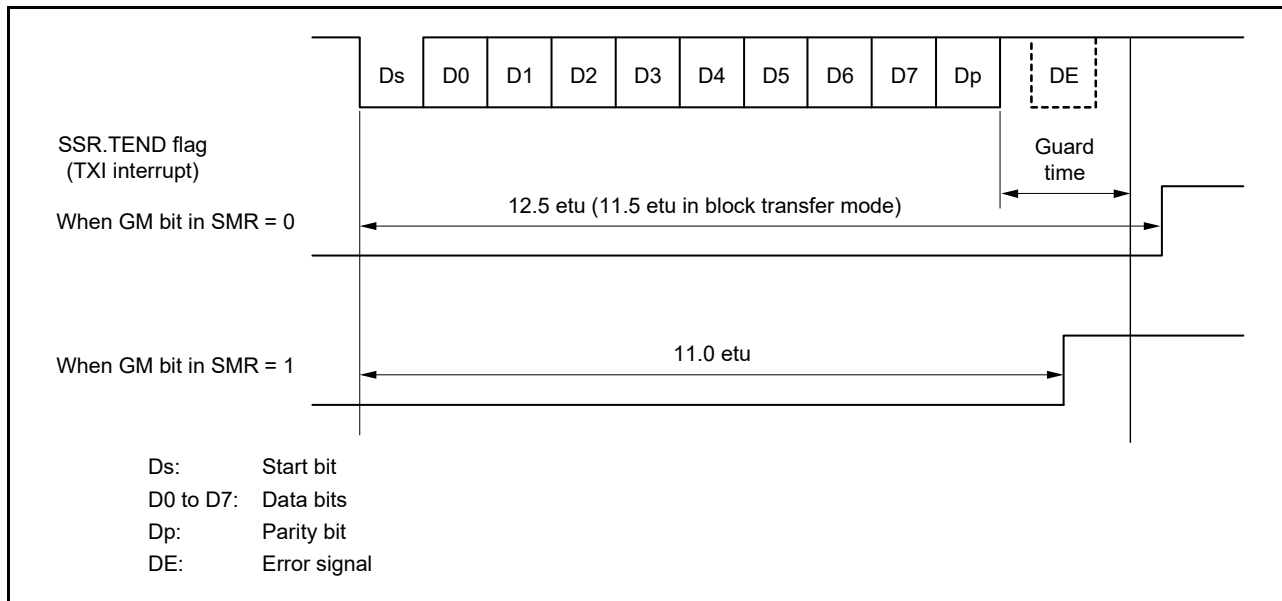 Ds D0 D1 D2 D3 D4 D5 D6 D7 Dp DE
SSR.TEND flag
(TXI interrupt)
Guard
time
When GM bit in SMR = 0
12.5 etu (11.5 etu in block transfer mode)
When GM bit in SMR = 1
11.0 etu
Ds: Start bit
D0 to D7: Data bits
Dp: Parity bit
DE: Error signal